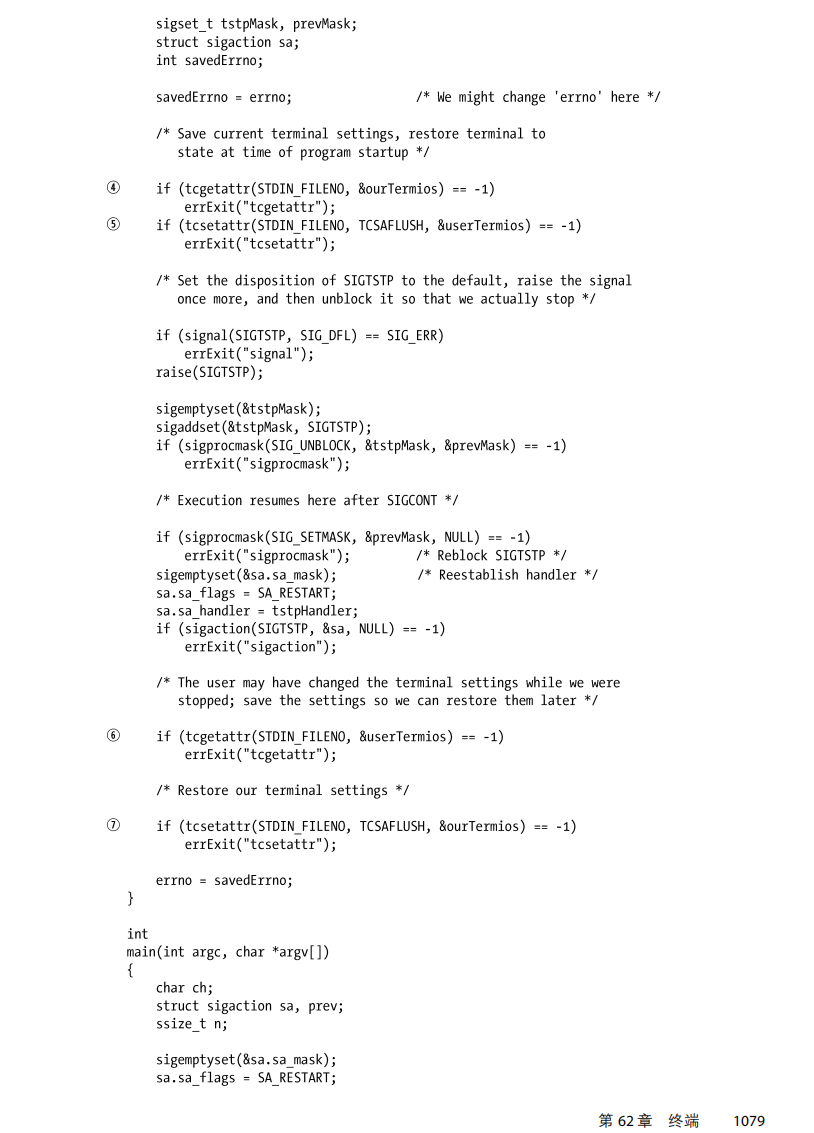 sigset_t tstpMask, prevMask;
struct sigaction sa;
int savedErrno;
savedErrno = errno; /* We might change 'errno' here */
/* Save current terminal settings, restore terminal to
state at time of program startup */
④ if (tcgetattr(STDIN_FILENO, &ourTermios) == -1)
errExit("tcgetattr");
⑤ if (tcsetattr(STDIN_FILENO, TCSAFLUSH, &userTermios) == -1)
errExit("tcsetattr");
/* Set the disposition of SIGTSTP to the default, raise the signal
once more, and then unblock it so that we actually stop */
if (signal(SIGTSTP, SIG_DFL) == SIG_ERR)
errExit("signal");
raise(SIGTSTP);
sigemptyset(&tstpMask);
sigaddset(&tstpMask, SIGTSTP);
if (sigprocmask(SIG_UNBLOCK, &tstpMask, &prevMask) == -1)
errExit("sigprocmask");
/* Execution resumes here after SIGCONT */
if (sigprocmask(SIG_SETMASK, &prevMask, NULL) == -1)
errExit("sigprocmask"); /* Reblock SIGTSTP */
sigemptyset(&sa.sa_mask); /* Reestablish handler */
sa.sa_flags = SA_RESTART;
sa.sa_handler = tstpHandler;
if (sigaction(SIGTSTP, &sa, NULL) == -1)
errExit("sigaction");
/* The user may have changed the terminal settings while we were
stopped; save the settings so we can restore them later */
⑥ if (tcgetattr(STDIN_FILENO, &userTermios) == -1)
errExit("tcgetattr");
/* Restore our terminal settings */
⑦ if (tcsetattr(STDIN_FILENO, TCSAFLUSH, &ourTermios) == -1)
errExit("tcsetattr");
errno = savedErrno;
}
int
main(int argc, char *argv[])
{
char ch;
struct sigaction sa, prev;
ssize_t n;
sigemptyset(&sa.sa_mask);
sa.sa_flags = SA_RESTART;
第 62 章 终端 1079